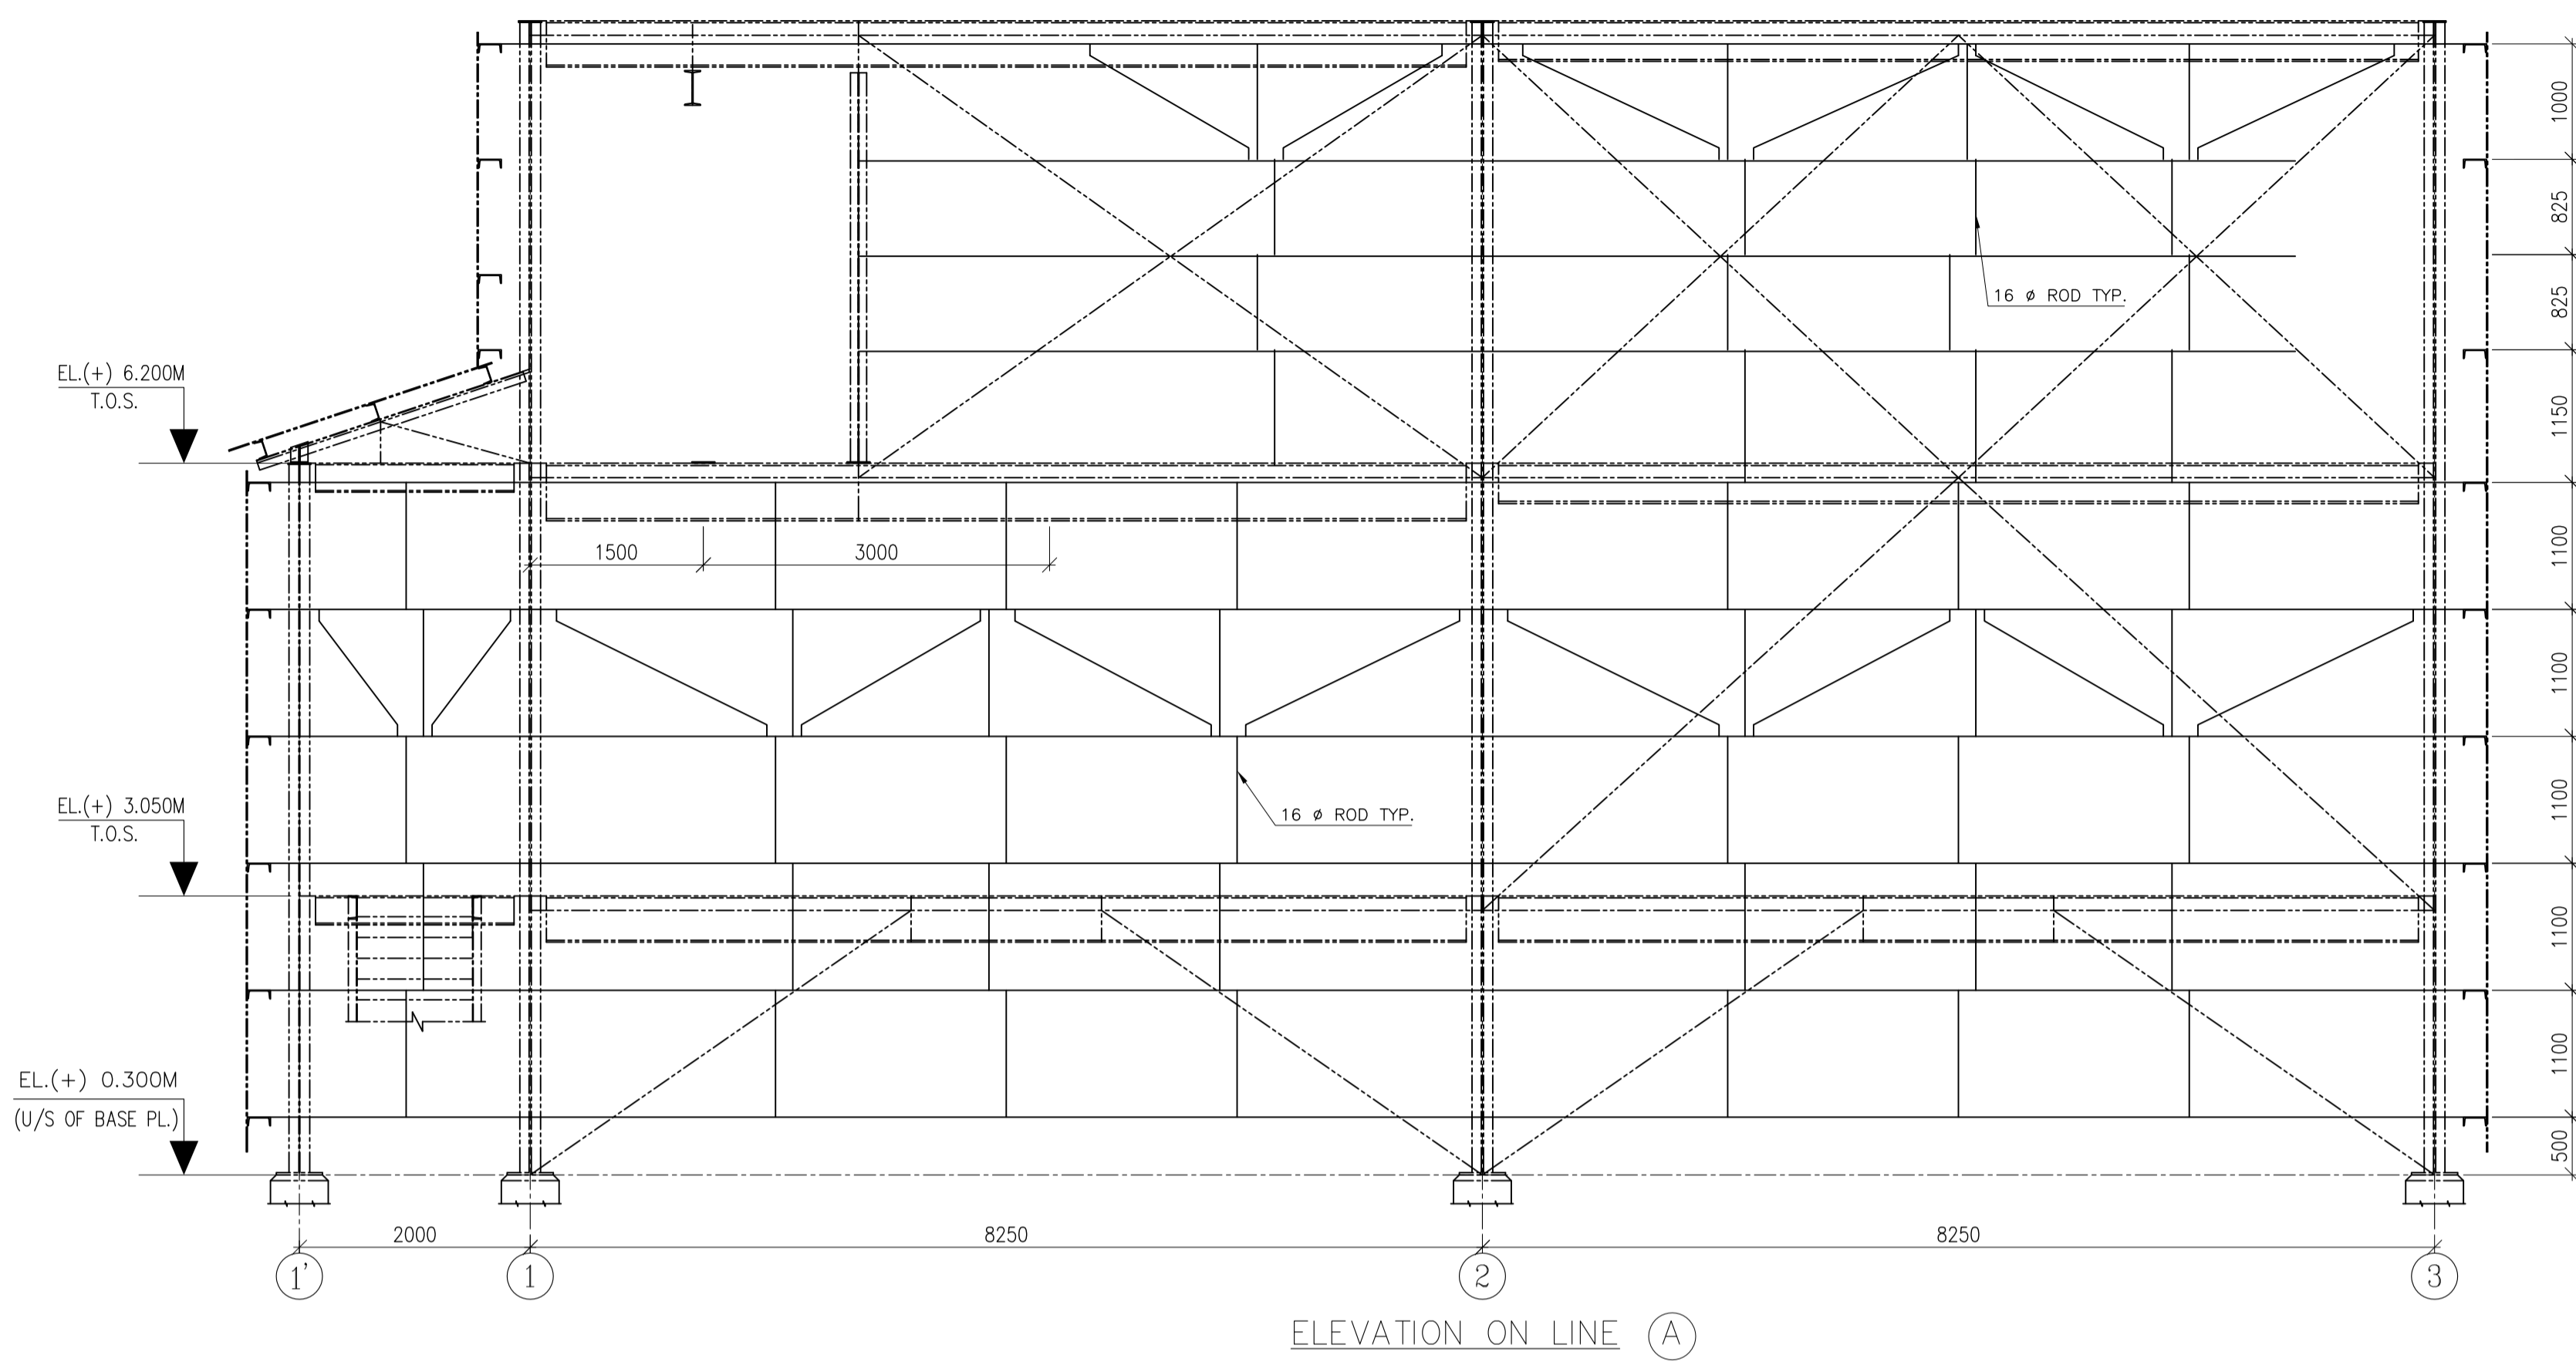 1000
825
825
16 ø ROD TYP.
EL.(+) 6.200M
T.O.S.
1150
1500
3000
1100
1100
EL.(+) 3.050M
T.O.S.
16 ø ROD TYP.
1100
1100
EL.(+) 0.300M
(U/S OF BASE PL.)
1100
500
2000
8250
8250
1'
1
2
3
ELEVATION ON LINE A